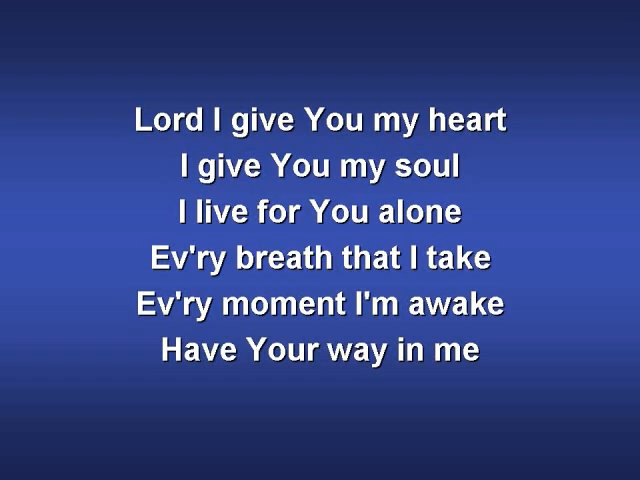 Lord I give You my heart
I give You my soul
I live for You alone
Ev'ry breath that I take
Ev'ry moment I'm awake
Have Your way in me